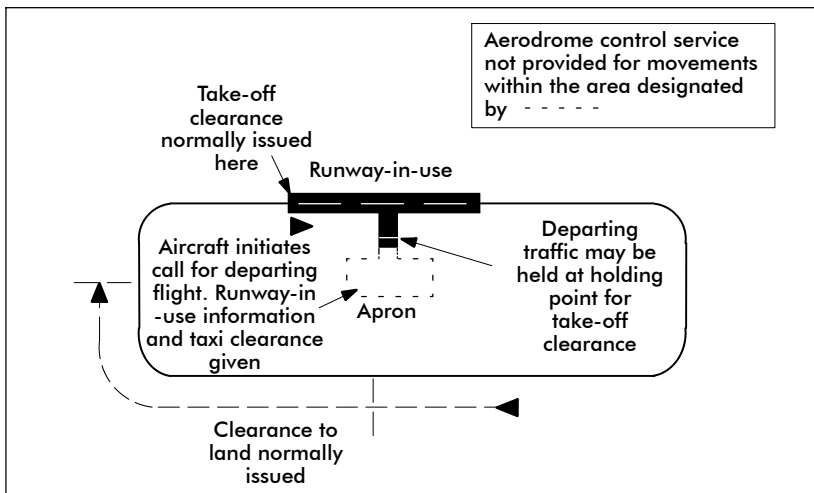 Aerodrome control service
not provided for movements
within the area designated
by - - - - -
Take-off
clearance
normally issued
here
Runway-in-use
Aircraft initiates
call for departing
flight. Runway-in
-use information
and taxi clearance
given
Apron
Departing
traffic may be
held at holding
point for
take-off
clearance
Clearance to
land normally
issued